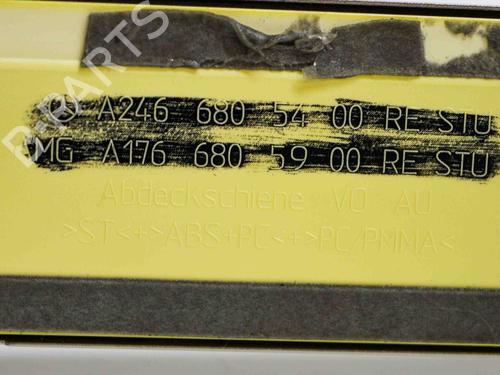 A246 680 54 00 RE STU
MG A176 680 59 00 RE STU
Abdeckschiene VO AU
>ST<+>ABS+PC<+>PC/PMMA<
B-PARTS